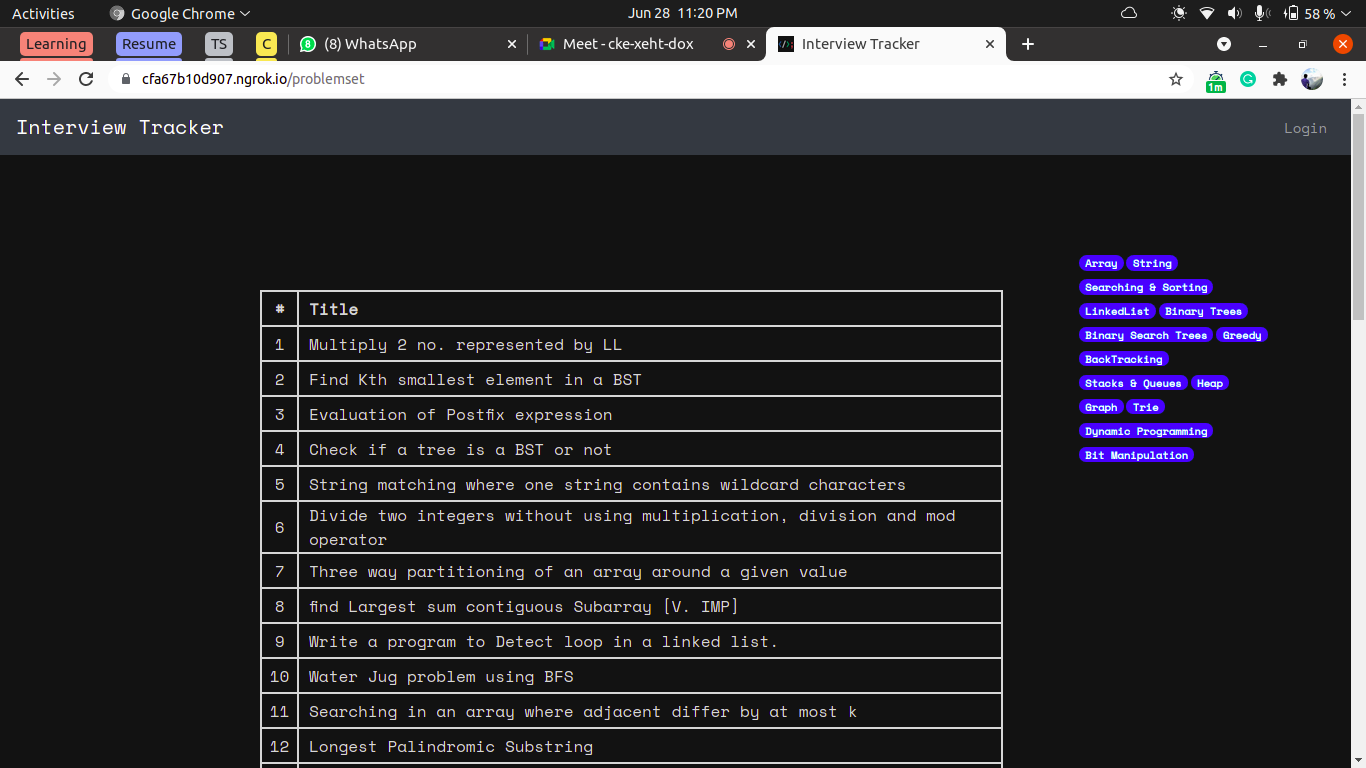 Activities
Google Chrome
Jun 28 11:20 PM
58 %
Learning
Resume
TS
C
(8) WhatsApp
Meet - cke-xeht-dox
Interview Tracker
cfa67b10d907.ngrok.io/problemset
1m
Interview Tracker
Login
Array String
Searching & Sorting
LinkedList Binary Trees
Binary Search Trees Greedy
BackTracking
Stacks & Queues Heap
Graph Trie
Dynamic Programming
Bit Manipulation
# Title
1 Multiply 2 no. represented by LL
2 Find Kth smallest element in a BST
3 Evaluation of Postfix expression
4 Check if a tree is a BST or not
5 String matching where one string contains wildcard characters
6 Divide two integers without using multiplication, division and mod
operator
7 Three way partitioning of an array around a given value
8 find Largest sum contiguous Subarray [V. IMP]
9 Write a program to Detect loop in a linked list.
10 Water Jug problem using BFS
11 Searching in an array where adjacent differ by at most k
12 Longest Palindromic Substring